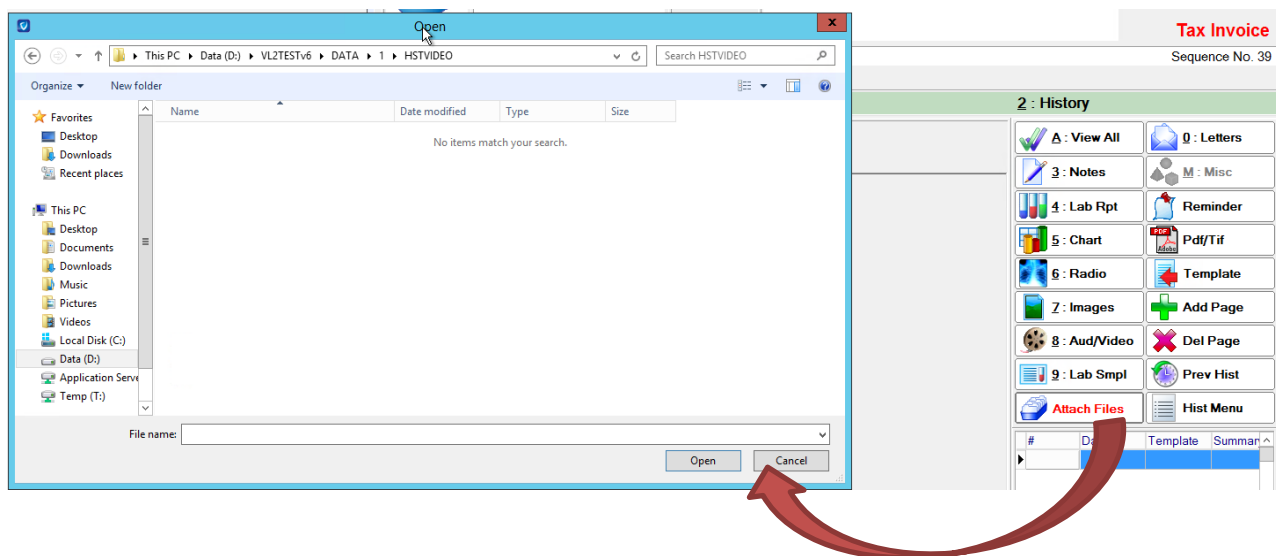 Open
x
Tax Invoice
This PC ▸ Data (D:) ▸ VL2TESTv6 ▸ DATA ▸ 1 ▸ HSTVIDEO
Search HSTVIDEO
Sequence No. 39
Organize
New folder
Name
Date modified
Type
Size
No items match your search.
Favorites
Desktop
Downloads
Recent places
This PC
Desktop
Documents
Downloads
Music
Pictures
Videos
Local Disk (C:)
Data (D:)
Application Serve
Temp (T:)
File name:
Open
Cancel
2 : History
A : View All
0 : Letters
3 : Notes
M : Misc
4 : Lab Rpt
Reminder
5 : Chart
PDF
Adobe
Pdf/Tif
6 : Radio
Template
7 : Images
Add Page
8 : Aud/Video
Del Page
9 : Lab Smpl
Prev Hist
Attach Files
Hist Menu
#
Template
Summar